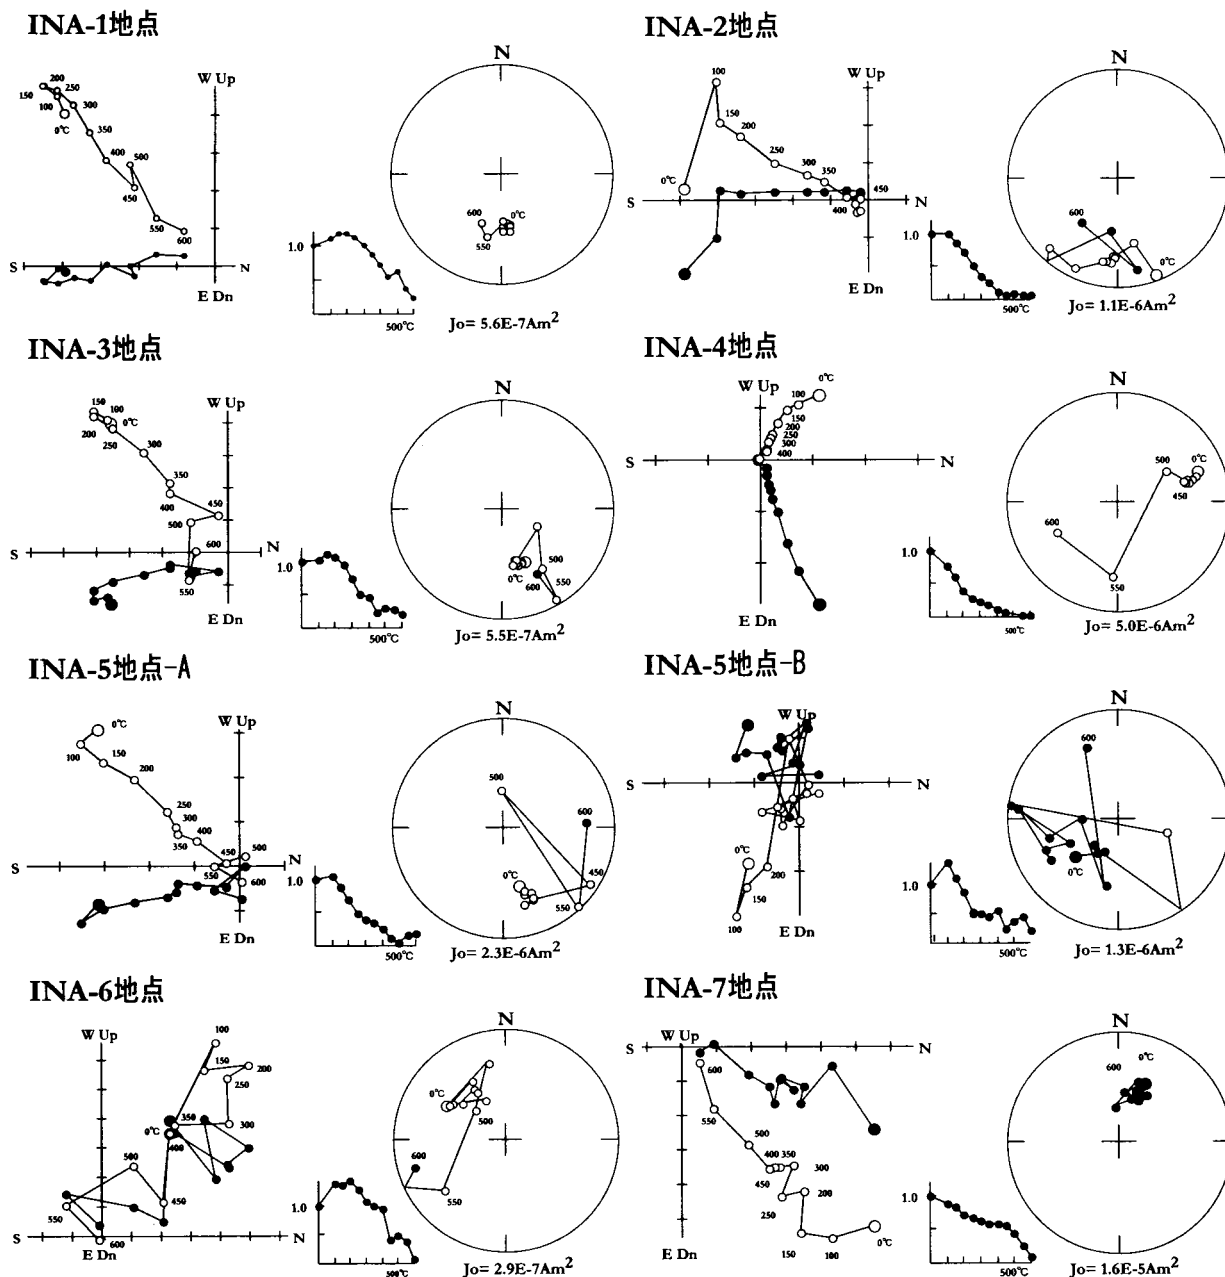 INA-1地点
W Up
200
150
250
100
300
0°C
350
400
500
450
550
600
S
N
E Dn
N
600
0°C
550
1.0
500°C
Jo= 5.6E-7Am²
INA-2地点
W Up
100
150
200
250
300
350
0°C
450
400
S
N
E Dn
N
600
0°C
1.0
500°C
Jo= 1.1E-6Am²
INA-3地点
W Up
150
100
0°C
200
250
300
350
400
450
500
600
550
S
N
E Dn
N
0°C
500
550
600
1.0
500°C
Jo= 5.5E-7Am²
INA-4地点
W Up
0°C
100
150
200
250
300
400
S
N
E Dn
N
500
0°C
450
600
550
1.0
500°C
Jo= 5.0E-6Am²
INA-5地点-A
W Up
0°C
100
150
200
250
300
350
400
450
500
550
600
S
N
E Dn
N
500
600
450
550
0°C
1.0
500°C
Jo= 2.3E-6Am²
INA-5地点-B
W Up
S
N
0°C
200
150
100
E Dn
N
600
0°C
1.0
500°C
Jo= 1.3E-6Am²
INA-6地点
W Up
100
150
200
250
300
350
0°C
400
500
450
550
600
S
N
E Dn
N
0°C
500
600
550
1.0
500°C
Jo= 2.9E-7Am²
INA-7地点
W Up
S
N
600
550
500
400
350
300
450
200
250
150
100
0°C
E Dn
N
600
0°C
1.0
500°C
Jo= 1.6E-5Am²